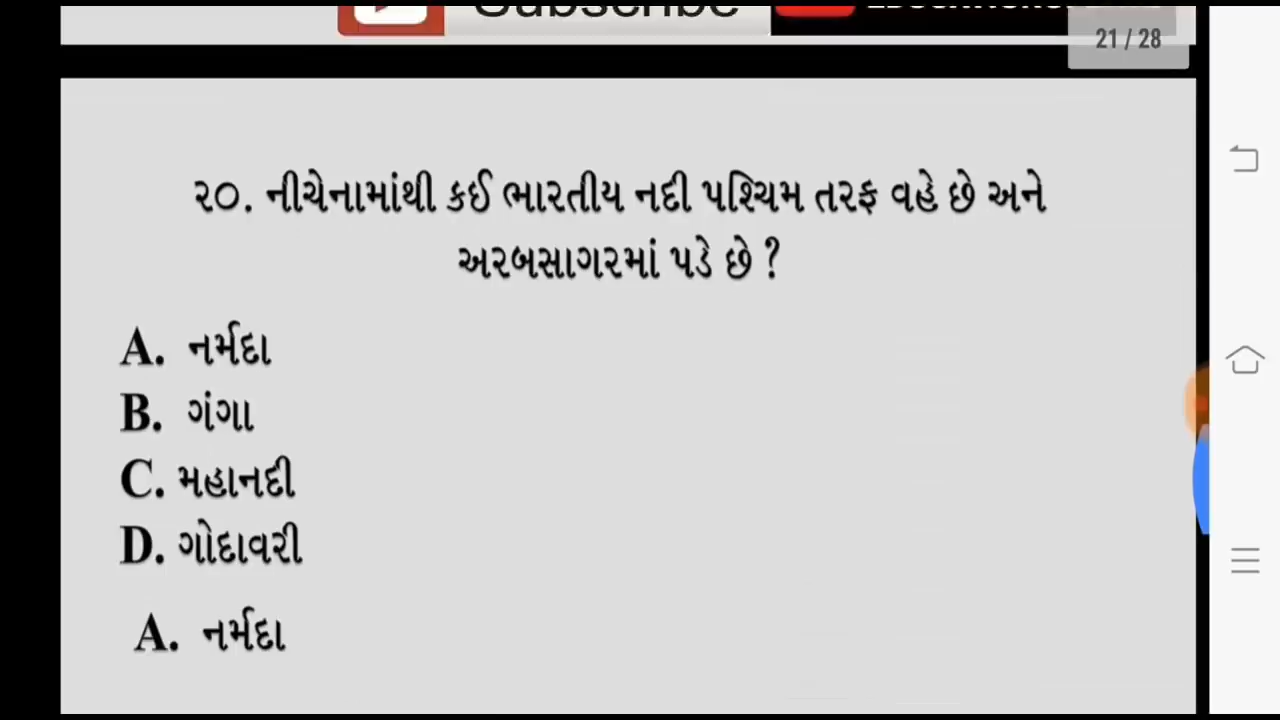 Subscribe
21 / 28
૨૦. નીચેનામાંથી કઈ ભારતીય નદી પશ્ચિમ તરફ વહે છે અને
અરબસાગરમાં પડે છે ?
A. નર્મદા
B. ગંગા
C. મહાનદી
D. ગોદાવરી
A. નર્મદા